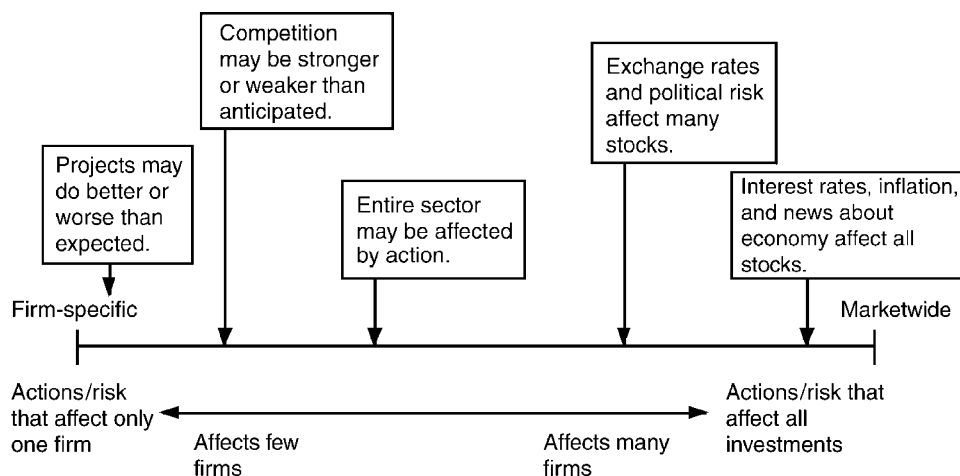 Competition
may be stronger
or weaker than
anticipated.
Exchange rates
and political risk
affect many
stocks.
Projects may
do better or
worse than
expected.
Entire sector
may be affected
by action.
Interest rates, inflation,
and news about
economy affect all
stocks.
Firm-specific
Marketwide
Actions/risk
that affect only
one firm
Affects few
firms
Affects many
firms
Actions/risk that
affect all
investments